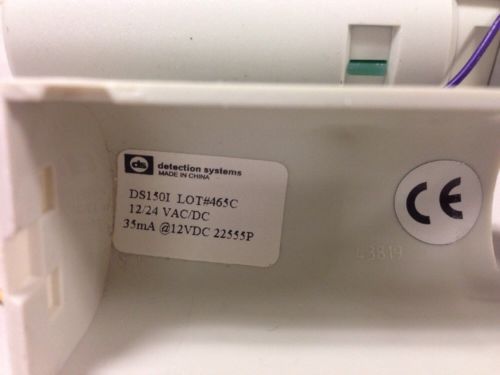 ds detection systems
MADE IN CHINA
DS150I LOT#465C
12/24 VAC/DC
35mA @12VDC 22555P
CE
43819